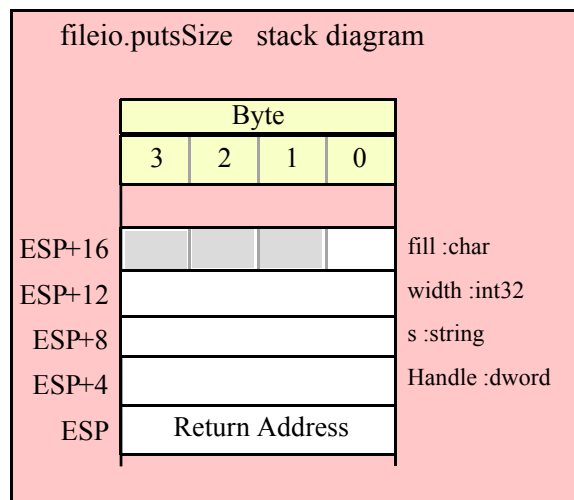 fileio.putsSize stack diagram
Byte
3 2 1 0
ESP+16 fill :char
ESP+12 width :int32
ESP+8 s :string
ESP+4 Handle :dword
ESP Return Address